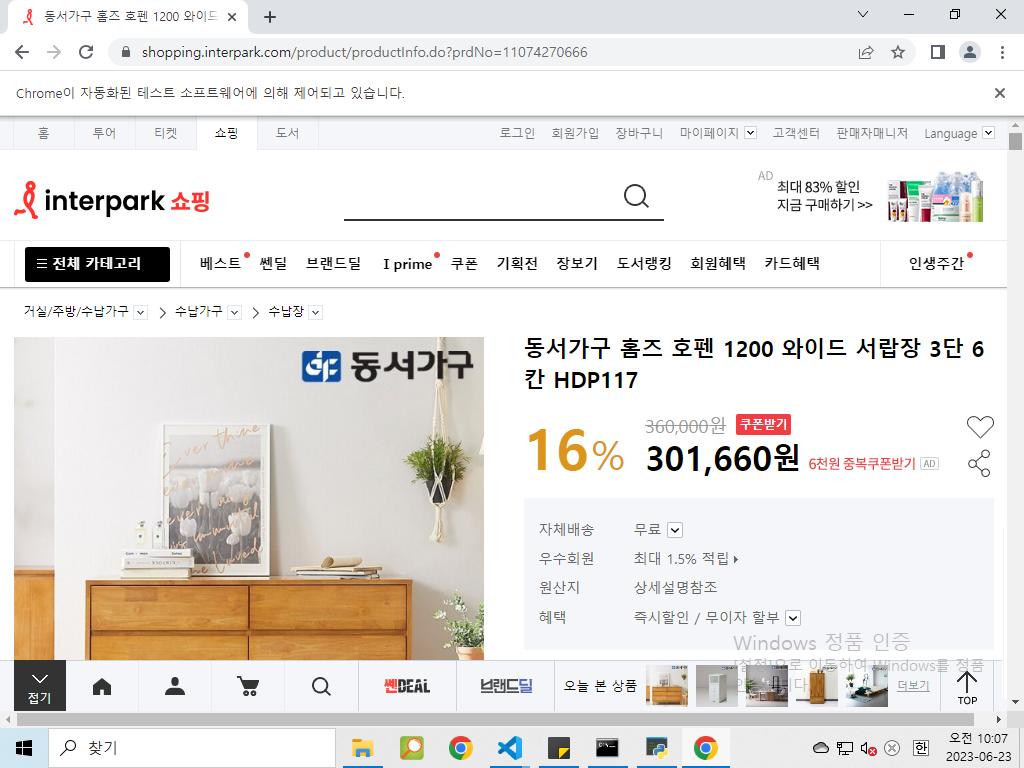 동서가구 홈즈 호펜 1200 와이드
shopping.interpark.com/product/productInfo.do?prdNo=11074270666
Chrome이 자동화된 테스트 소프트웨어에 의해 제어되고 있습니다.
홈 투어 티켓 쇼핑 도서 로그인 회원가입 장바구니 마이페이지 고객센터 판매자매니저 Language
interpark 쇼핑
AD 최대 83% 할인
지금 구매하기 >>
전체 카테고리 베스트 쎈딜 브랜드딜 I prime 쿠폰 기획전 장보기 도서랭킹 회원혜택 카드혜택 인생주간
거실/주방/수납가구 수납가구 수납장
동서가구
동서가구 홈즈 호펜 1200 와이드 서랍장 3단 6
칸 HDP117
360,000원 쿠폰받기
16% 301,660원 6천원 중복쿠폰받기 AD
자체배송 무료
우수회원 최대 1.5% 적립
원산지 상세설명참조
혜택 즉시할인 / 무이자 할부
Windows 정품 인증
[설정]으로 이동하여 Windows를 정품
접기 쎈DEAL 브랜드딜 오늘 본 상품 더보기 TOP
찾기
한
오전 10:07
2023-06-23